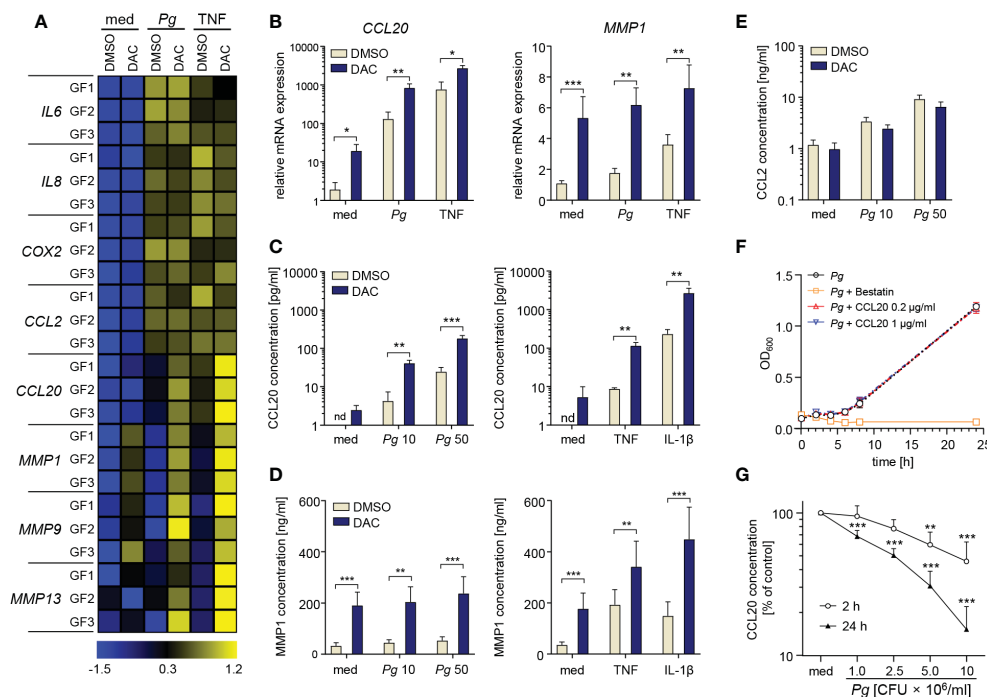 A
med Pg TNF
DMSO DAC DMSO DAC DMSO DAC
IL6 GF1 GF2 GF3
IL8 GF1 GF2 GF3
COX2 GF1 GF2 GF3
CCL2 GF1 GF2 GF3
CCL20 GF1 GF2 GF3
MMP1 GF1 GF2 GF3
MMP9 GF1 GF2 GF3
MMP13 GF1 GF2 GF3
-1.5 0.3 1.2
B
CCL20
relative mRNA expression
10000
1000
100
10
1
DMSO
DAC
* ** *
med Pg TNF
MMP1
relative mRNA expression
10
8
6
4
2
0
*** ** **
med Pg TNF
C
CCL20 concentration [pg/ml]
10000
1000
100
10
1
DMSO
DAC
nd ** ***
med Pg 10 Pg 50
CCL20 concentration [pg/ml]
10000
1000
100
10
1
nd ** **
med TNF IL-1β
D
MMP1 concentration [ng/ml]
600
400
200
0
DMSO
DAC
*** ** ***
med Pg 10 Pg 50
MMP1 concentration [ng/ml]
600
400
200
0
*** ** ***
med TNF IL-1β
E
CCL2 concentration [ng/ml]
100
10
1
0.1
DMSO
DAC
med Pg 10 Pg 50
F
OD600
1.5
1.2
0.6
0.0
Pg
Pg + Bestatin
Pg + CCL20 0.2 µg/ml
Pg + CCL20 1 µg/ml
0 5 10 15 20 25
time [h]
G
CCL20 concentration
[% of control]
100
10
*** *** ** *** ***
2 h
24 h
med 1.0 2.5 5.0 10
Pg [CFU × 10⁶/ml]